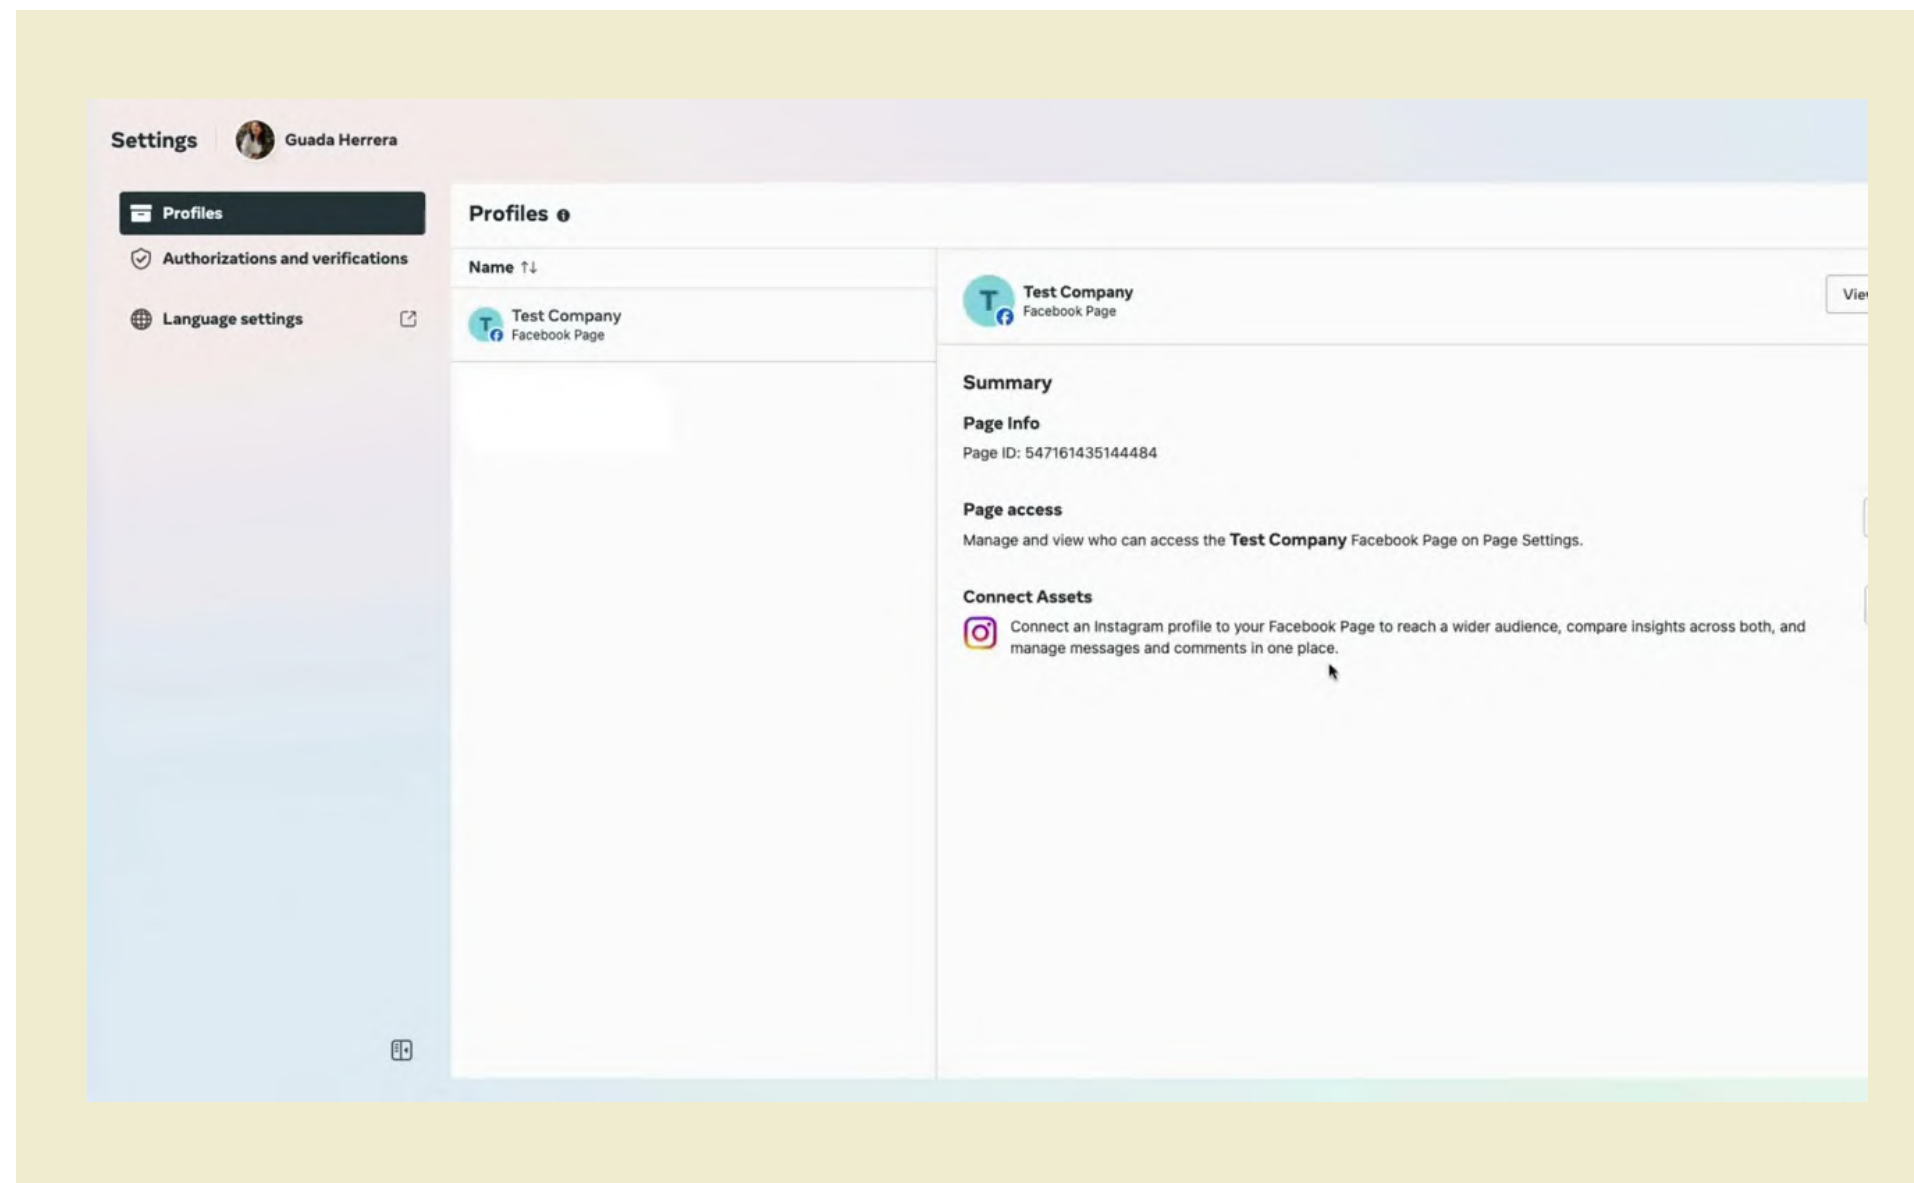 Settings
Guada Herrera
Profiles
Authorizations and verifications
Language settings
Profiles
Name ↑↓
Test Company
Facebook Page
Test Company
Facebook Page
Summary
Page Info
Page ID: 547161435144484
Page access
Manage and view who can access the Test Company Facebook Page on Page Settings.
Connect Assets
Connect an Instagram profile to your Facebook Page to reach a wider audience, compare insights across both, and
manage messages and comments in one place.